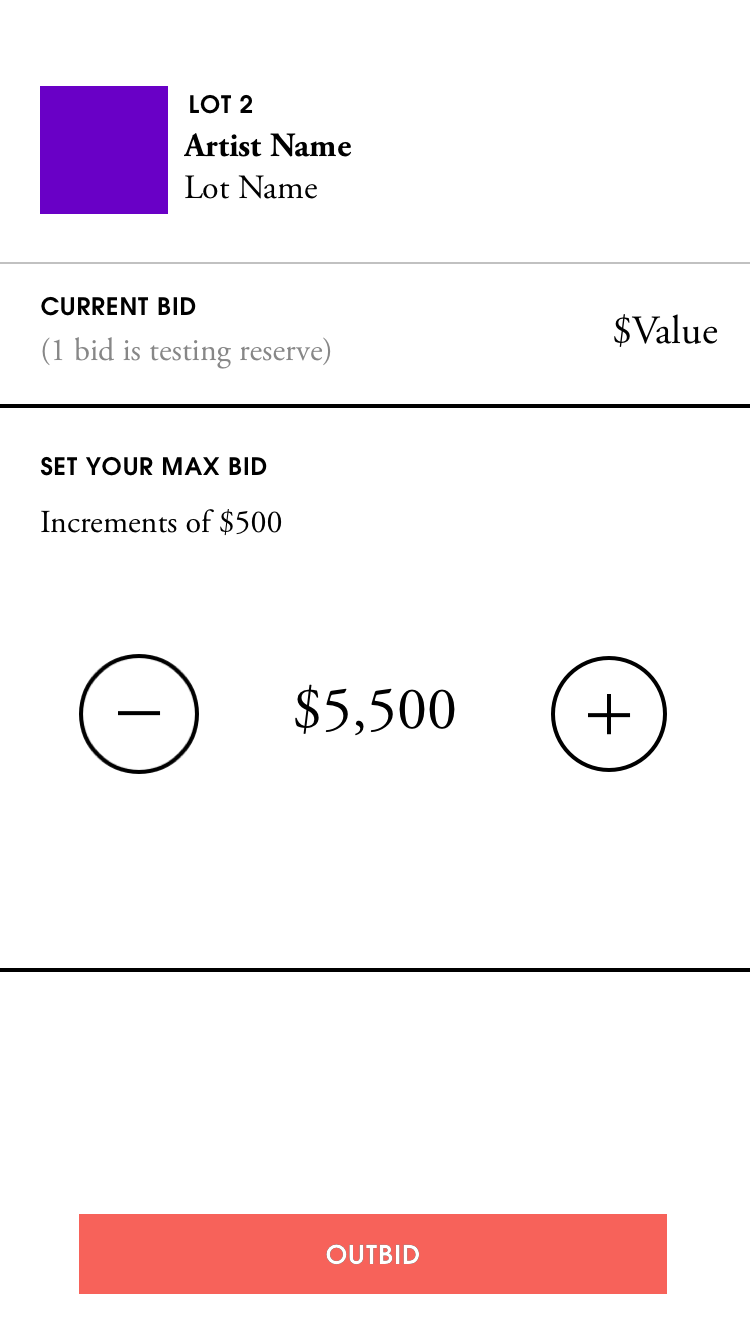 LOT 2
Artist Name
Lot Name
CURRENT BID
(1 bid is testing reserve)
$Value
SET YOUR MAX BID
Increments of $500
$5,500
OUTBID